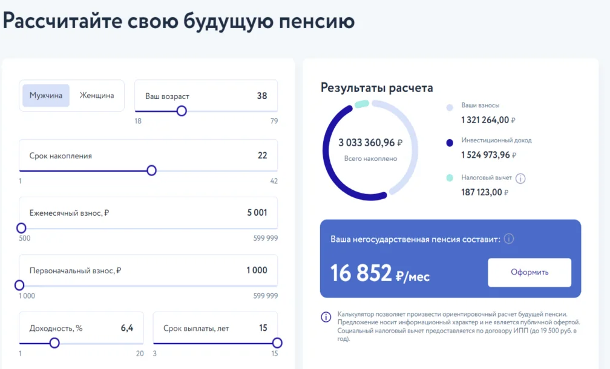 Рассчитайте свою будущую пенсию
Мужчина
Женщина
Ваш возраст 38
18 79
Срок накопления 22
1 42
Ежемесячный взнос, ₽ 5 001
500 599 999
Первоначальный взнос, ₽ 1 000
1 000 599 999
Доходность, % 6,4
1 20
Срок выплаты, лет 15
3 15
Результаты расчета
3 033 360,96 ₽
Всего накоплено
Ваши взносы
1 321 264,00 ₽
Инвестиционный доход
1 524 973,96 ₽
Налоговый вычет
187 123,00 ₽
Ваша негосударственная пенсия составит:
16 852 ₽/мес
Оформить
Калькулятор позволяет произвести ориентировочный расчет будущей пенсии.
Предложение носит информационный характер и не является публичной офертой.
Социальный налоговый вычет предоставляется по договору ИПП (до 19 500 руб. в
год).